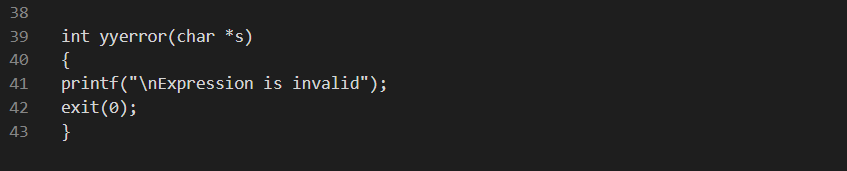 38
39 int yyerror(char *s)
40 {
41 printf("\nExpression is invalid");
42 exit(0);
43 }